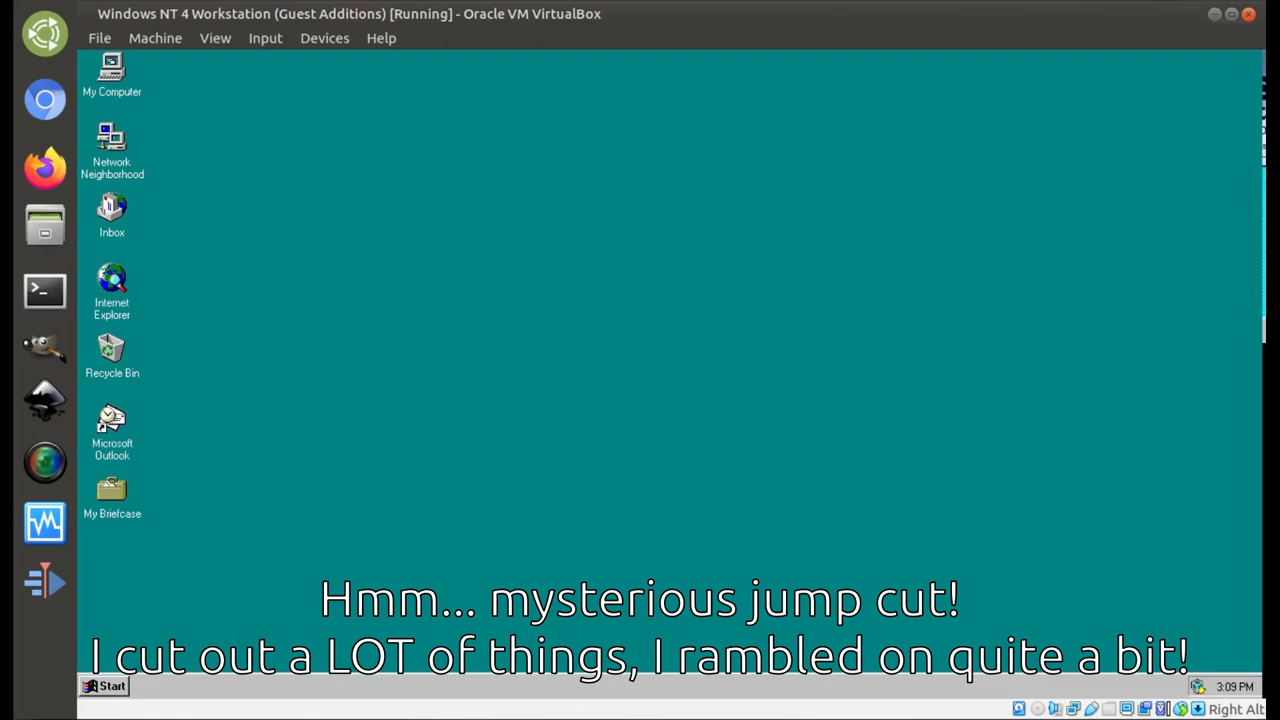 Windows NT 4 Workstation (Guest Additions) [Running] - Oracle VM VirtualBox
File Machine View Input Devices Help
My Computer
Network
Neighborhood
Inbox
Internet
Explorer
Recycle Bin
Microsoft
Outlook
My Briefcase
Hmm... mysterious jump cut!
I cut out a LOT of things, I rambled on quite a bit!
Start
3:09 PM
Right Alt